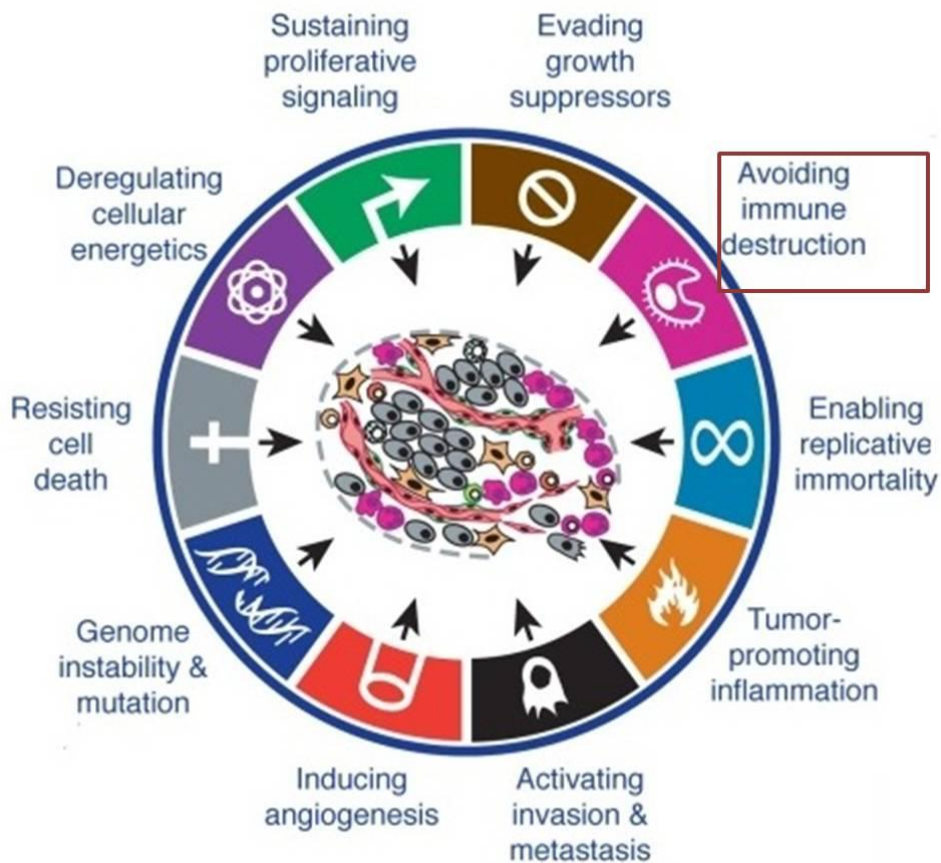 Sustaining
proliferative
signaling
Evading
growth
suppressors
Avoiding
immune
destruction
Enabling
replicative
immortality
Tumor-
promoting
inflammation
Activating
invasion &
metastasis
Inducing
angiogenesis
Genome
instability &
mutation
Resisting
cell
death
Deregulating
cellular
energetics